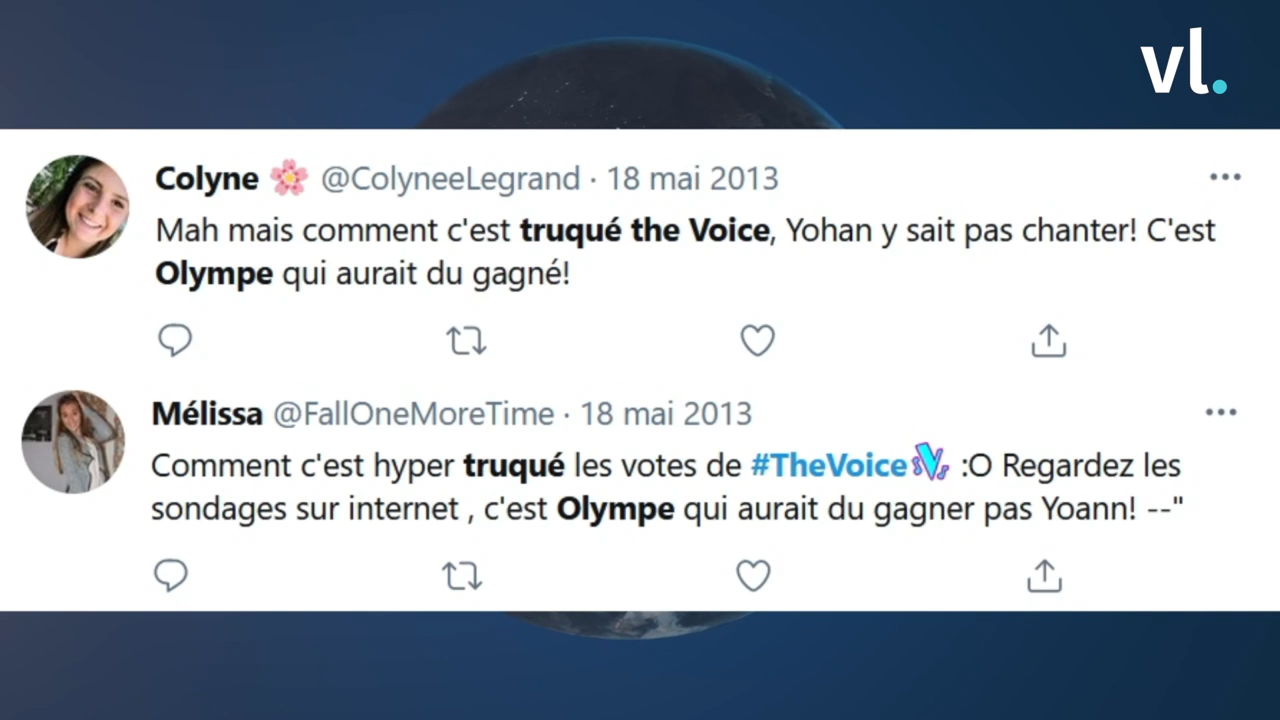 vl.
Colyne 🌸 @ColyneeLegrand · 18 mai 2013
Mah mais comment c'est truqué the Voice, Yohan y sait pas chanter! C'est
Olympe qui aurait du gagné!
Mélissa @FallOneMoreTime · 18 mai 2013
Comment c'est hyper truqué les votes de #TheVoice :O Regardez les
sondages sur internet , c'est Olympe qui aurait du gagner pas Yoann! --"